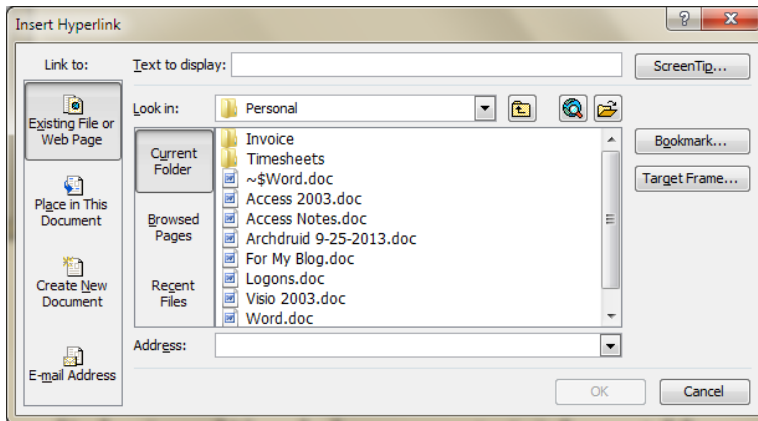 Insert Hyperlink
Link to:
Text to display:
ScreenTip...
Existing File or
Web Page
Look in:
Personal
Current
Folder
Invoice
Timesheets
~$Word.doc
Access 2003.doc
Access Notes.doc
Archdruid 9-25-2013.doc
For My Blog.doc
Logons.doc
Visio 2003.doc
Word.doc
Bookmark...
Target Frame...
Place in This
Document
Browsed
Pages
Create New
Document
Recent
Files
Address:
E-mail Address
OK
Cancel